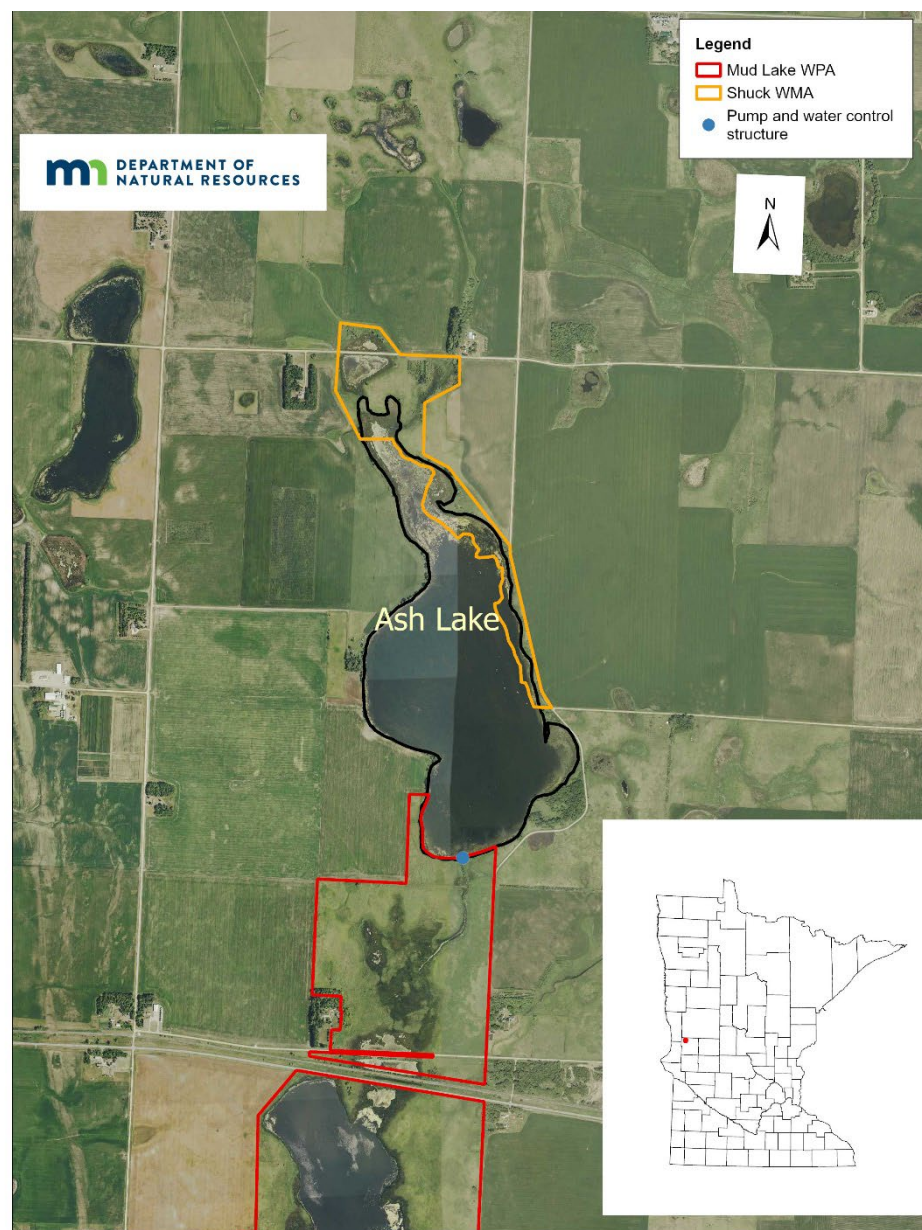 Legend
Mud Lake WPA
Shuck WMA
Pump and water control
structure
DEPARTMENT OF
NATURAL RESOURCES
N
Ash Lake